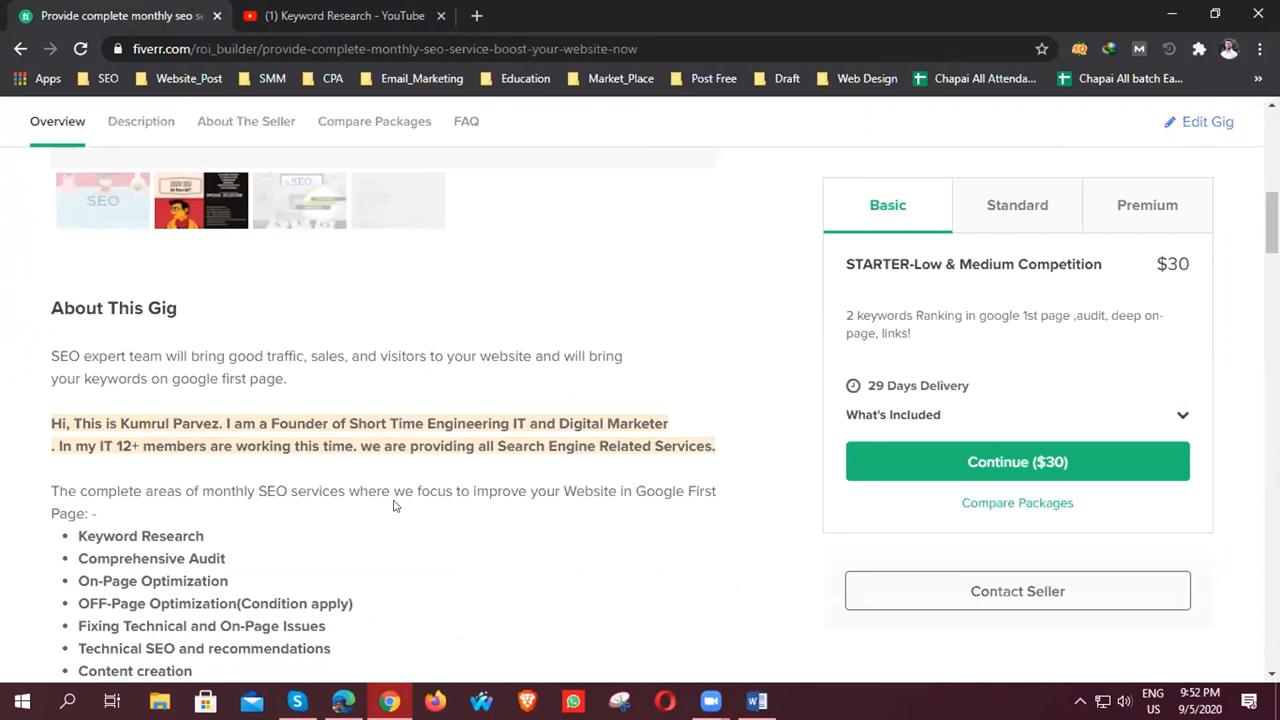 Provide complete monthly seo se
(1) Keyword Research - YouTube
fiverr.com/roi_builder/provide-complete-monthly-seo-service-boost-your-website-now
Apps SEO Website_Post SMM CPA Email_Marketing Education Market_Place Post Free Draft Web Design Chapai All Attenda... Chapai All batch Ea... »
Overview Description About The Seller Compare Packages FAQ Edit Gig
SEO
SEO
Basic Standard Premium
STARTER-Low & Medium Competition $30
2 keywords Ranking in google 1st page ,audit, deep on-
page, links!
29 Days Delivery
What's Included
Continue ($30)
Compare Packages
Contact Seller
About This Gig
SEO expert team will bring good traffic, sales, and visitors to your website and will bring
your keywords on google first page.
Hi, This is Kumrul Parvez. I am a Founder of Short Time Engineering IT and Digital Marketer
. In my IT 12+ members are working this time. we are providing all Search Engine Related Services.
The complete areas of monthly SEO services where we focus to improve your Website in Google First
Page: -
• Keyword Research
• Comprehensive Audit
• On-Page Optimization
• OFF-Page Optimization(Condition apply)
• Fixing Technical and On-Page Issues
• Technical SEO and recommendations
• Content creation
ENG
US
9:52 PM
9/5/2020